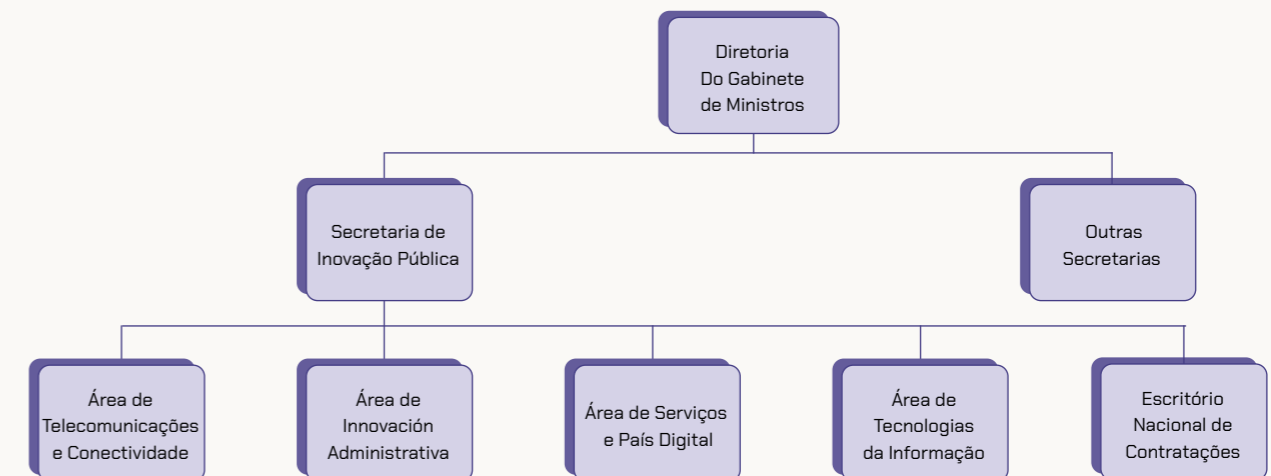 Diretoria
Do Gabinete
de Ministros
Secretaria de
Inovação Pública
Outras
Secretarias
Área de
Telecomunicações
e Conectividade
Área de
Innovación
Administrativa
Área de Serviços
e País Digital
Área de
Tecnologias
da Informação
Escritório
Nacional de
Contratações